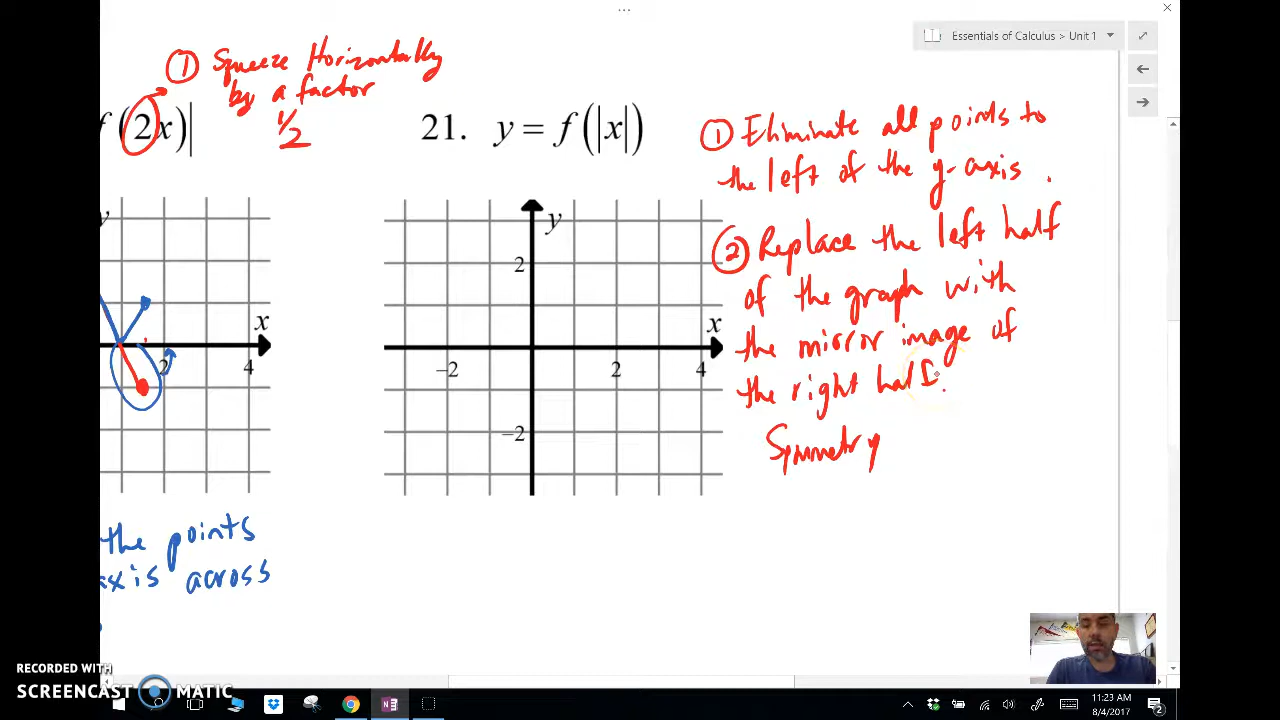 Essentials of Calculus > Unit 1
① Squeeze Horizontally
by a factor
1/2
f(2x)|
21. y = f(|x|)
① Eliminate all points to
the left of the y-axis.
② Replace the left half
of the graph with
the mirror image of
the right half.
Symmetry
y
x
2
4
y
2
x
-2
2
4
-2
the points
axis across
RECORDED WITH
SCREENCAST MATIC
11:23 AM
8/4/2017
2